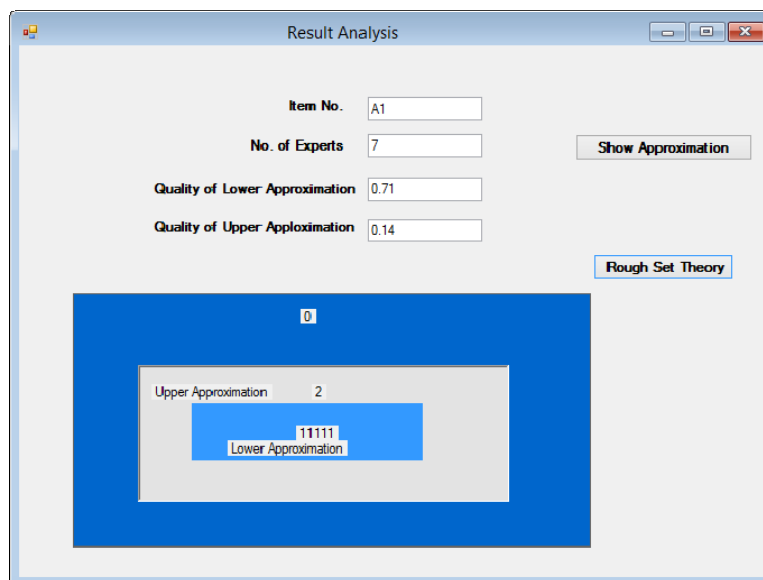 Result Analysis
Item No. A1
No. of Experts 7
Show Approximation
Quality of Lower Approximation 0.71
Quality of Upper Apploximation 0.14
Rough Set Theory
0
Upper Approximation 2
11111
Lower Approximation